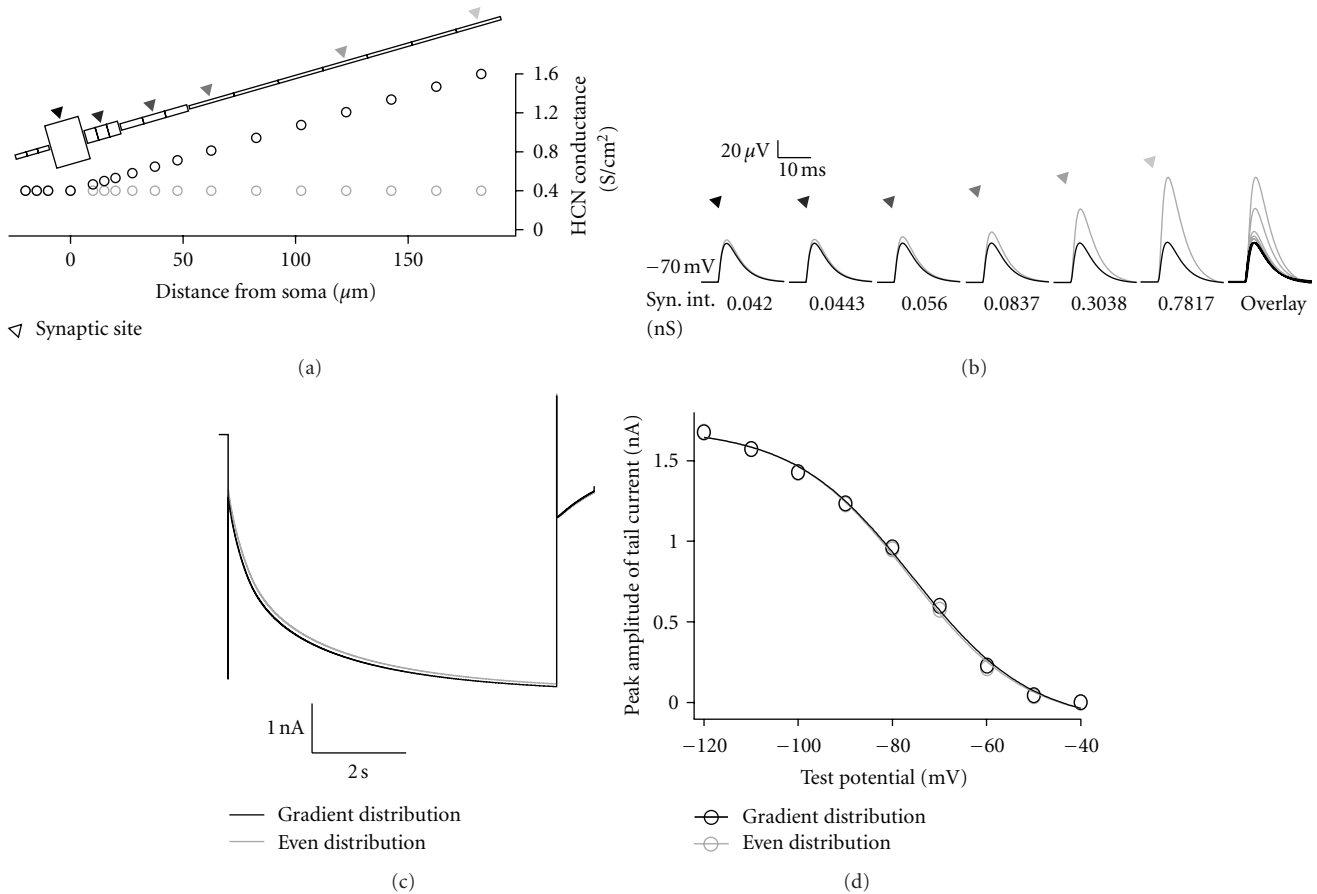 1.6
1.2
0.8
0.4
0
HCN conductance
(S/cm²)
0 50 100 150
Distance from soma (μm)
Synaptic site
(a)
20 μV
10 ms
−70 mV
Syn. int. 0.042 0.0443 0.056 0.0837 0.3038 0.7817 Overlay
(nS)
(b)
1 nA
2 s
Gradient distribution
Even distribution
(c)
Peak amplitude of tail current (nA)
1.5
1
0.5
0
−120 −100 −80 −60 −40
Test potential (mV)
Gradient distribution
Even distribution
(d)